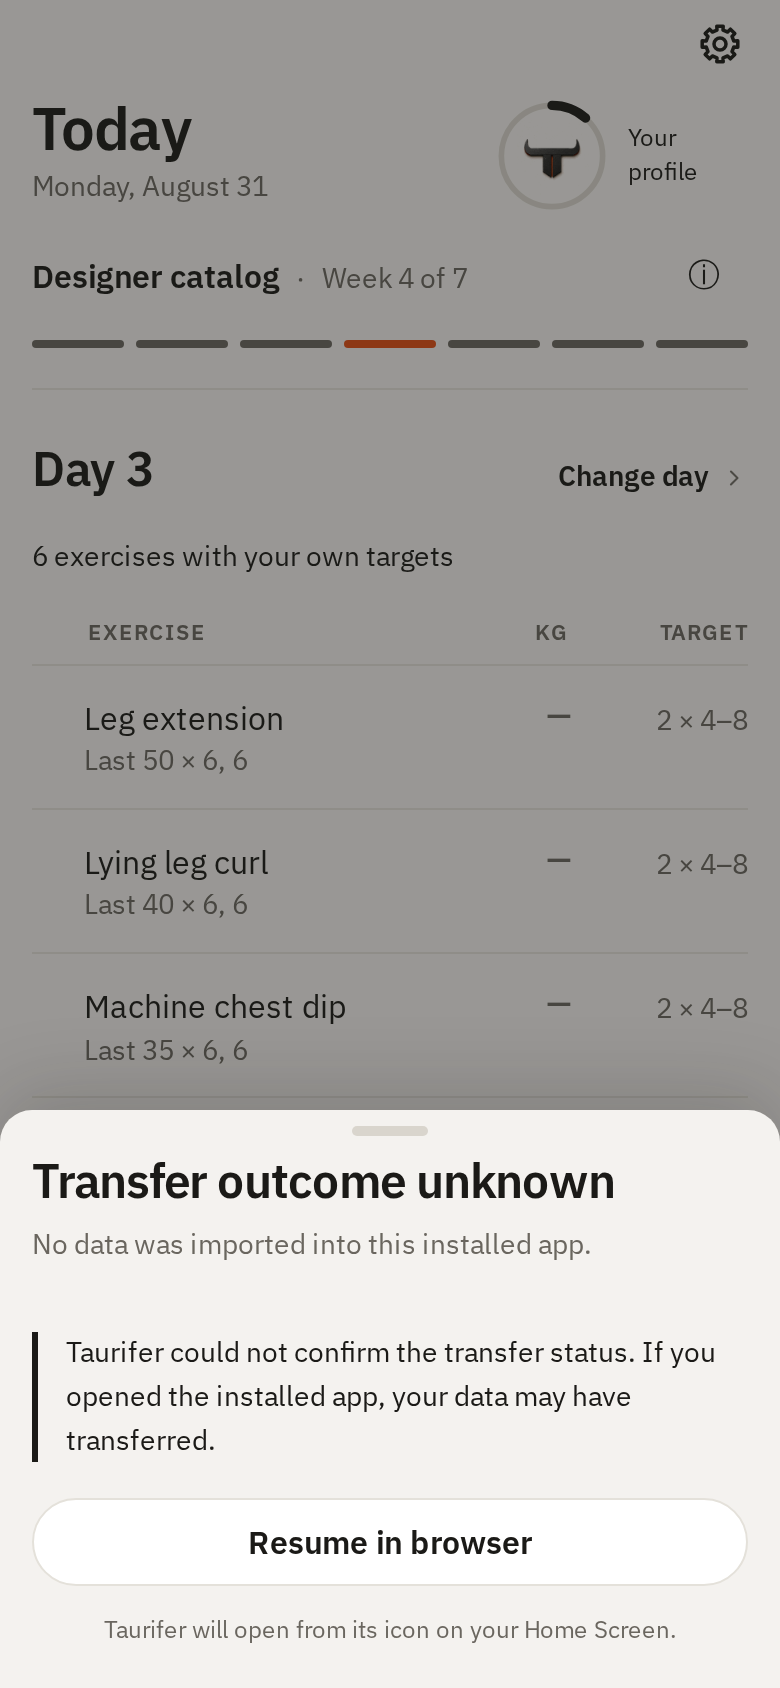 Today
Monday, August 31
Your
profile
Designer catalog · Week 4 of 7
Day 3
Change day
6 exercises with your own targets
EXERCISE KG TARGET
Leg extension — 2 × 4–8
Last 50 × 6, 6
Lying leg curl — 2 × 4–8
Last 40 × 6, 6
Machine chest dip — 2 × 4–8
Last 35 × 6, 6
Transfer outcome unknown
No data was imported into this installed app.
Taurifer could not confirm the transfer status. If you
opened the installed app, your data may have
transferred.
Resume in browser
Taurifer will open from its icon on your Home Screen.